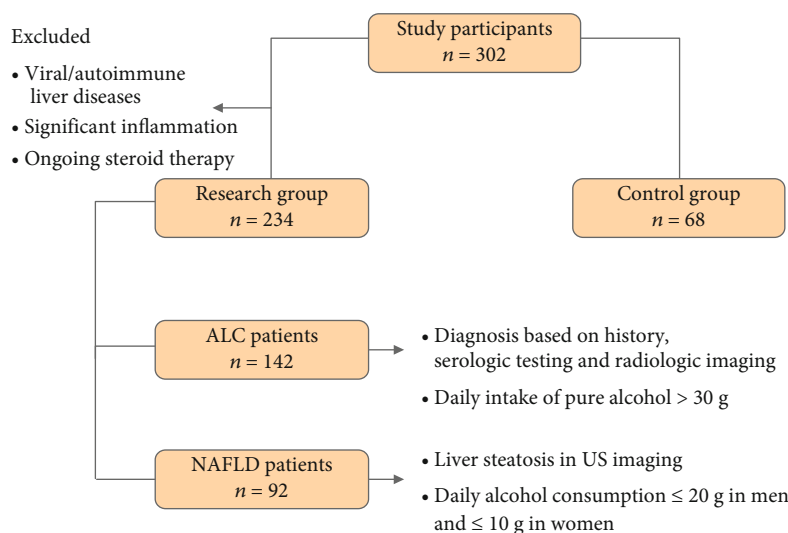 Study participants
n = 302
Excluded
• Viral/autoimmune
liver diseases
• Significant inflammation
• Ongoing steroid therapy
Research group
n = 234
Control group
n = 68
ALC patients
n = 142
• Diagnosis based on history,
serologic testing and radiologic imaging
• Daily intake of pure alcohol > 30 g
NAFLD patients
n = 92
• Liver steatosis in US imaging
• Daily alcohol consumption ≤ 20 g in men
and ≤ 10 g in women